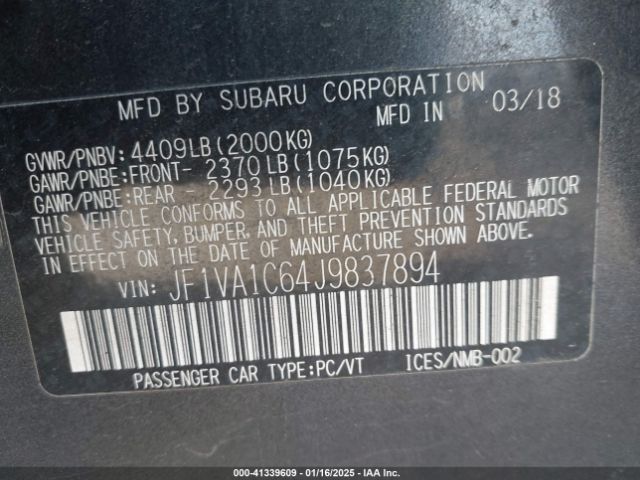 MFD BY SUBARU CORPORATION
MFD IN 03/18
GVWR/PNBV: 4409LB(2000KG)
GAWR/PNBE:FRONT- 2370LB(1075KG)
GAWR/PNBE:REAR - 2293LB(1040KG)
THIS VEHICLE CONFORMS TO ALL APPLICABLE FEDERAL MOTOR
VEHICLE SAFETY, BUMPER, AND THEFT PREVENTION STANDARDS
IN EFFECT ON THE DATE OF MANUFACTURE SHOWN ABOVE.
VIN: JF1VA1C64J9837894
PASSENGER CAR TYPE:PC/VT ICES/NMB-002
000-41339609 | 01/16/2025 | IAAI.COM